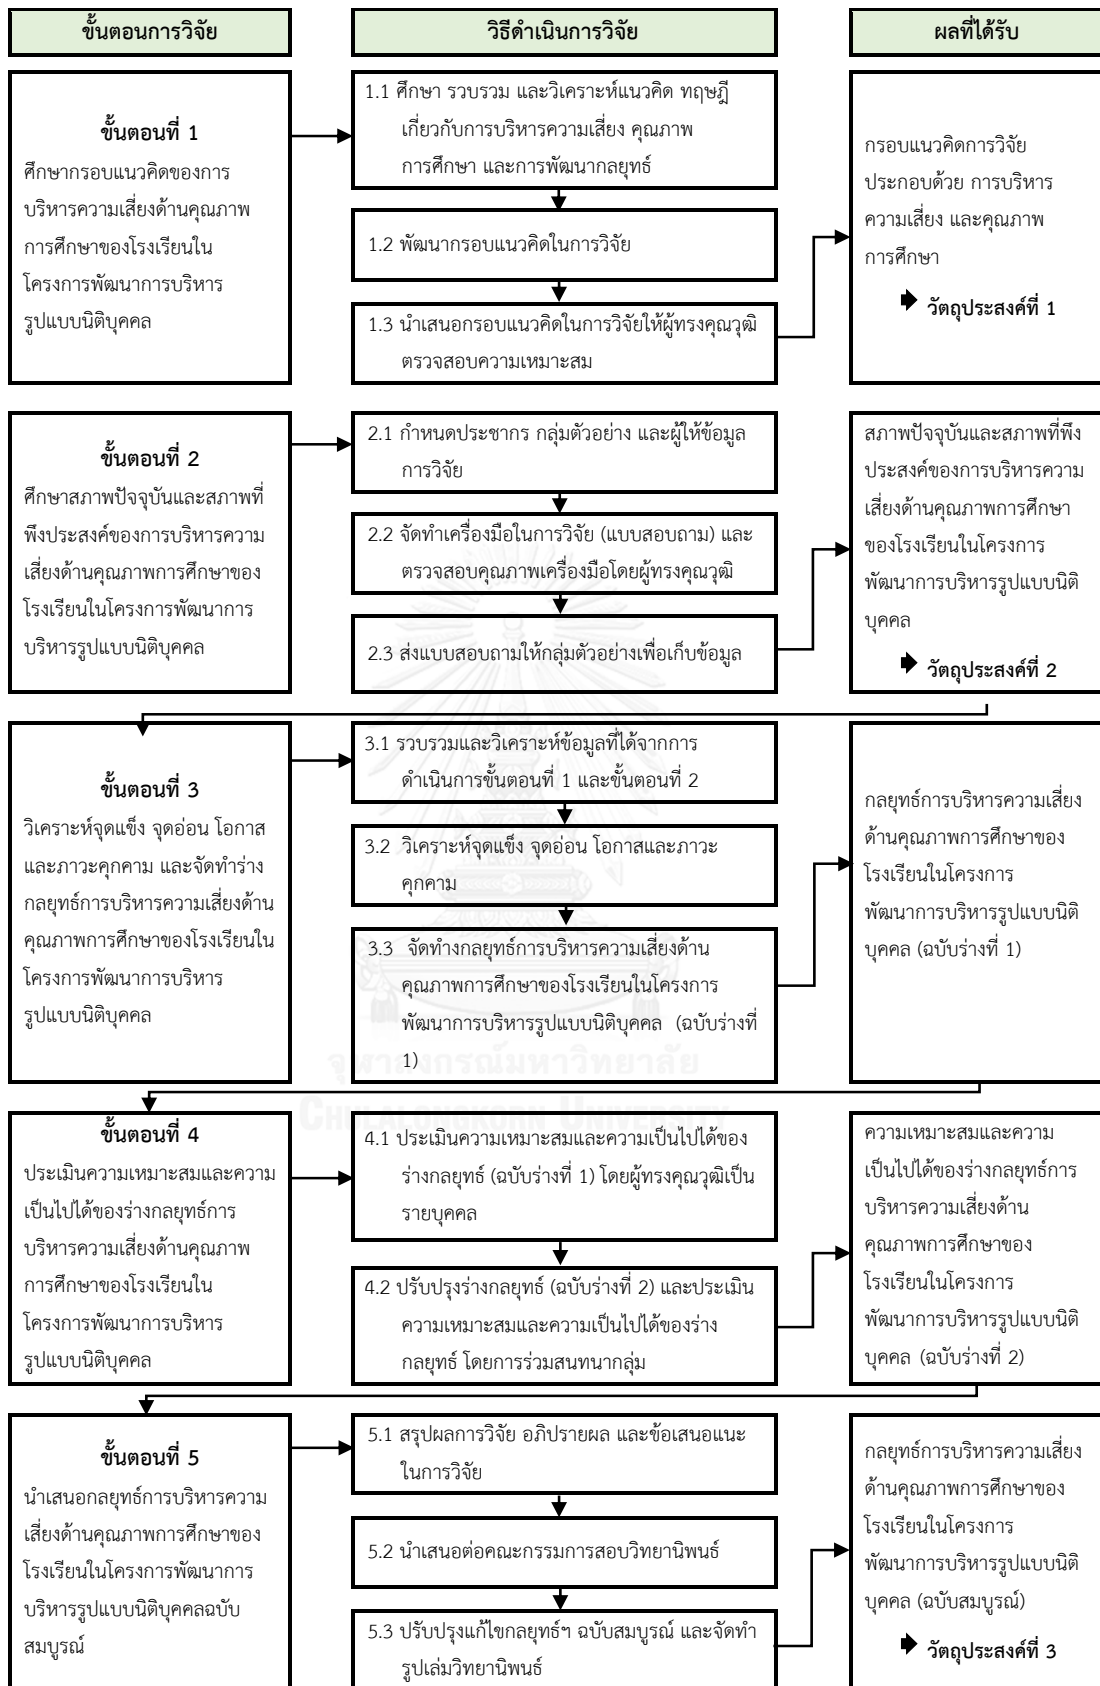 ขั้นตอนการวิจัย
วิธีดำเนินการวิจัย
ผลที่ได้รับ
ขั้นตอนที่ 1
ศึกษากรอบแนวคิดของการ
บริหารความเสี่ยงด้านคุณภาพ
การศึกษาของโรงเรียนใน
โครงการพัฒนาการบริหาร
รูปแบบนิติบุคคล
1.1 ศึกษา รวบรวม และวิเคราะห์แนวคิด ทฤษฎี
เกี่ยวกับการบริหารความเสี่ยง คุณภาพ
การศึกษา และการพัฒนากลยุทธ์
1.2 พัฒนากรอบแนวคิดในการวิจัย
1.3 นำเสนอกรอบแนวคิดในการวิจัยให้ผู้ทรงคุณวุฒิ
ตรวจสอบความเหมาะสม
กรอบแนวคิดการวิจัย
ประกอบด้วย การบริหาร
ความเสี่ยง และคุณภาพ
การศึกษา
วัตถุประสงค์ที่ 1
ขั้นตอนที่ 2
ศึกษาสภาพปัจจุบันและสภาพที่
พึงประสงค์ของการบริหารความ
เสี่ยงด้านคุณภาพการศึกษาของ
โรงเรียนในโครงการพัฒนาการ
บริหารรูปแบบนิติบุคคล
2.1 กำหนดประชากร กลุ่มตัวอย่าง และผู้ให้ข้อมูล
การวิจัย
2.2 จัดทำเครื่องมือในการวิจัย (แบบสอบถาม) และ
ตรวจสอบคุณภาพเครื่องมือโดยผู้ทรงคุณวุฒิ
2.3 ส่งแบบสอบถามให้กลุ่มตัวอย่างเพื่อเก็บข้อมูล
สภาพปัจจุบันและสภาพที่พึง
ประสงค์ของการบริหารความ
เสี่ยงด้านคุณภาพการศึกษา
ของโรงเรียนในโครงการ
พัฒนาการบริหารรูปแบบนิติ
บุคคล
วัตถุประสงค์ที่ 2
ขั้นตอนที่ 3
วิเคราะห์จุดแข็ง จุดอ่อน โอกาส
และภาวะคุกคาม และจัดทำร่าง
กลยุทธ์การบริหารความเสี่ยงด้าน
คุณภาพการศึกษาของโรงเรียนใน
โครงการพัฒนาการบริหาร
รูปแบบนิติบุคคล
3.1 รวบรวมและวิเคราะห์ข้อมูลที่ได้จากการ
ดำเนินการขั้นตอนที่ 1 และขั้นตอนที่ 2
3.2 วิเคราะห์จุดแข็ง จุดอ่อน โอกาสและภาวะ
คุกคาม
3.3 จัดทำงกลยุทธ์การบริหารความเสี่ยงด้าน
คุณภาพการศึกษาของโรงเรียนในโครงการ
พัฒนาการบริหารรูปแบบนิติบุคคล (ฉบับร่างที่
1)
กลยุทธ์การบริหารความเสี่ยง
ด้านคุณภาพการศึกษาของ
โรงเรียนในโครงการ
พัฒนาการบริหารรูปแบบนิติ
บุคคล (ฉบับร่างที่ 1)
จุฬาลงกรณ์มหาวิทยาลัย
CHULALONGKORN UNIVERSITY
ขั้นตอนที่ 4
ประเมินความเหมาะสมและความ
เป็นไปได้ของร่างกลยุทธ์การ
บริหารความเสี่ยงด้านคุณภาพ
การศึกษาของโรงเรียนใน
โครงการพัฒนาการบริหาร
รูปแบบนิติบุคคล
4.1 ประเมินความเหมาะสมและความเป็นไปได้ของ
ร่างกลยุทธ์ (ฉบับร่างที่ 1) โดยผู้ทรงคุณวุฒิเป็น
รายบุคคล
4.2 ปรับปรุงร่างกลยุทธ์ (ฉบับร่างที่ 2) และประเมิน
ความเหมาะสมและความเป็นไปได้ของร่าง
กลยุทธ์ โดยการร่วมสนทนากลุ่ม
ความเหมาะสมและความ
เป็นไปได้ของร่างกลยุทธ์การ
บริหารความเสี่ยงด้าน
คุณภาพการศึกษาของ
โรงเรียนในโครงการ
พัฒนาการบริหารรูปแบบนิติ
บุคคล (ฉบับร่างที่ 2)
ขั้นตอนที่ 5
นำเสนอกลยุทธ์การบริหารความ
เสี่ยงด้านคุณภาพการศึกษาของ
โรงเรียนในโครงการพัฒนาการ
บริหารรูปแบบนิติบุคคลฉบับ
สมบูรณ์
5.1 สรุปผลการวิจัย อภิปรายผล และข้อเสนอแนะ
ในการวิจัย
5.2 นำเสนอต่อคณะกรรมการสอบวิทยานิพนธ์
5.3 ปรับปรุงแก้ไขกลยุทธ์ฯ ฉบับสมบูรณ์ และจัดทำ
รูปเล่มวิทยานิพนธ์
กลยุทธ์การบริหารความเสี่ยง
ด้านคุณภาพการศึกษาของ
โรงเรียนในโครงการ
พัฒนาการบริหารรูปแบบนิติ
บุคคล (ฉบับสมบูรณ์)
วัตถุประสงค์ที่ 3